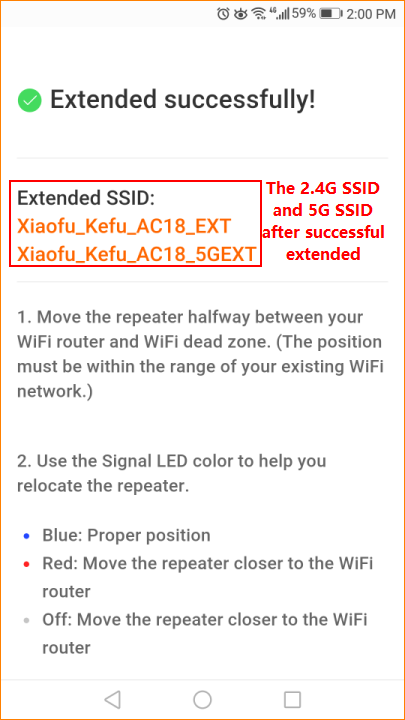 4G 59% 2:00 PM
Extended successfully!
Extended SSID:
Xiaofu_Kefu_AC18_EXT
Xiaofu_Kefu_AC18_5GEXT
The 2.4G SSID
and 5G SSID
after successful
extended
1. Move the repeater halfway between your
WiFi router and WiFi dead zone. (The position
must be within the range of your existing WiFi
network.)
2. Use the Signal LED color to help you
relocate the repeater.
• Blue: Proper position
• Red: Move the repeater closer to the WiFi
router
• Off: Move the repeater closer to the WiFi
router